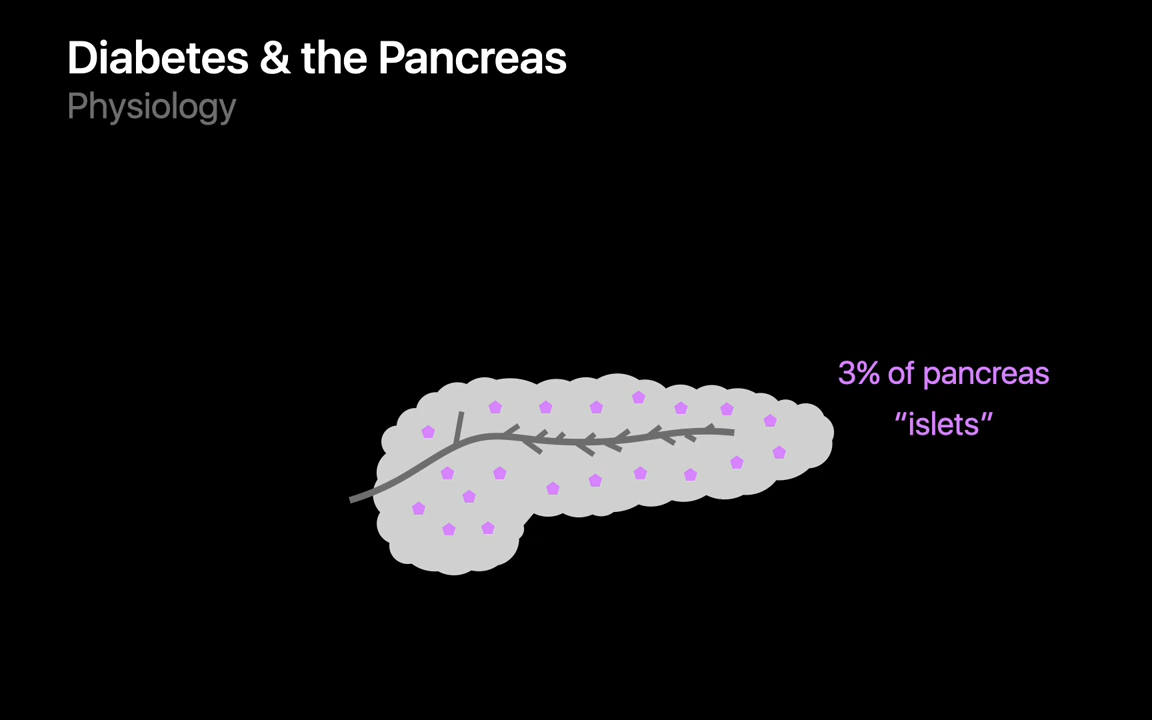 Diabetes & the Pancreas
Physiology
3% of pancreas
“islets”